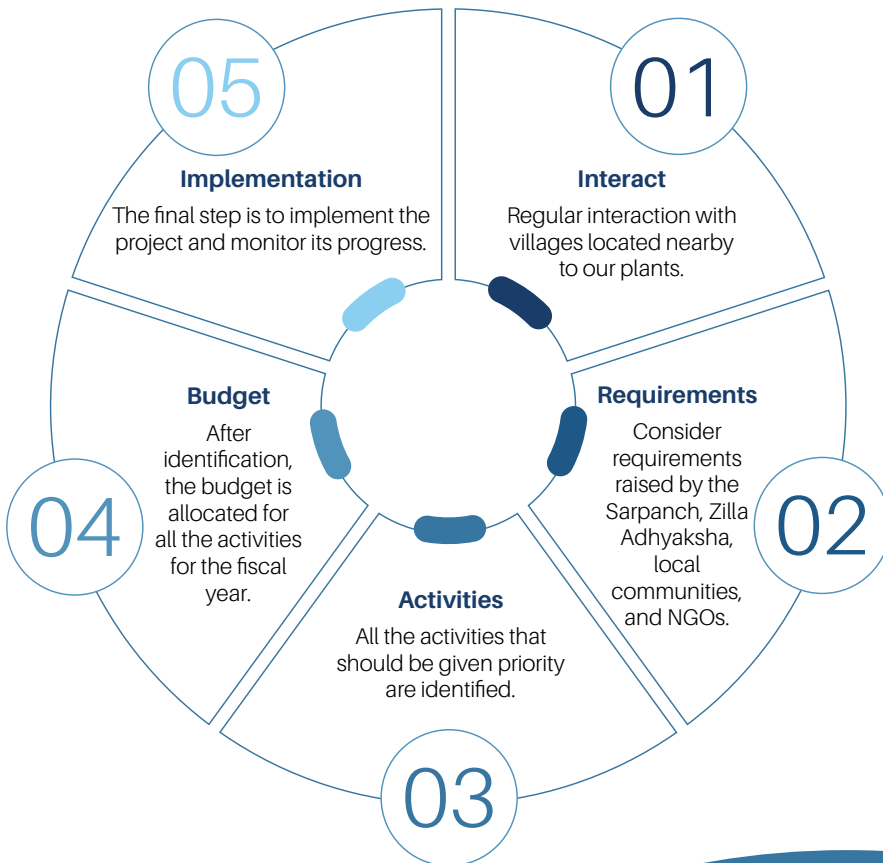 01
Interact
Regular interaction with
villages located nearby
to our plants.
02
Requirements
Consider
requirements
raised by the
Sarpanch, Zilla
Adhyaksha,
local
communities,
and NGOs.
03
Activities
All the activities that
should be given priority
are identified.
04
Budget
After
identification,
the budget is
allocated for
all the activities
for the fiscal
year.
05
Implementation
The final step is to implement the
project and monitor its progress.